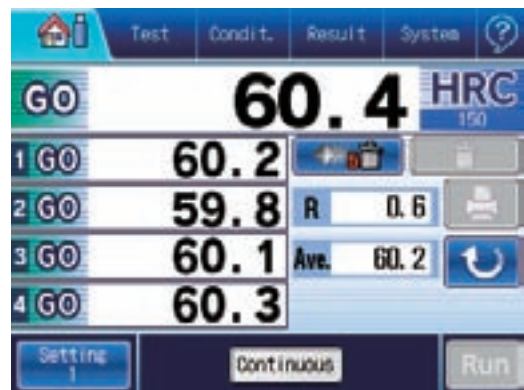 Test Condit. Result System ?
GO 60.4 HRC
150
1 GO 60.2
2 GO 59.8 R 0.6
3 GO 60.1 Ave. 60.2
4 GO 60.3
Setting
1
Continuous
Run